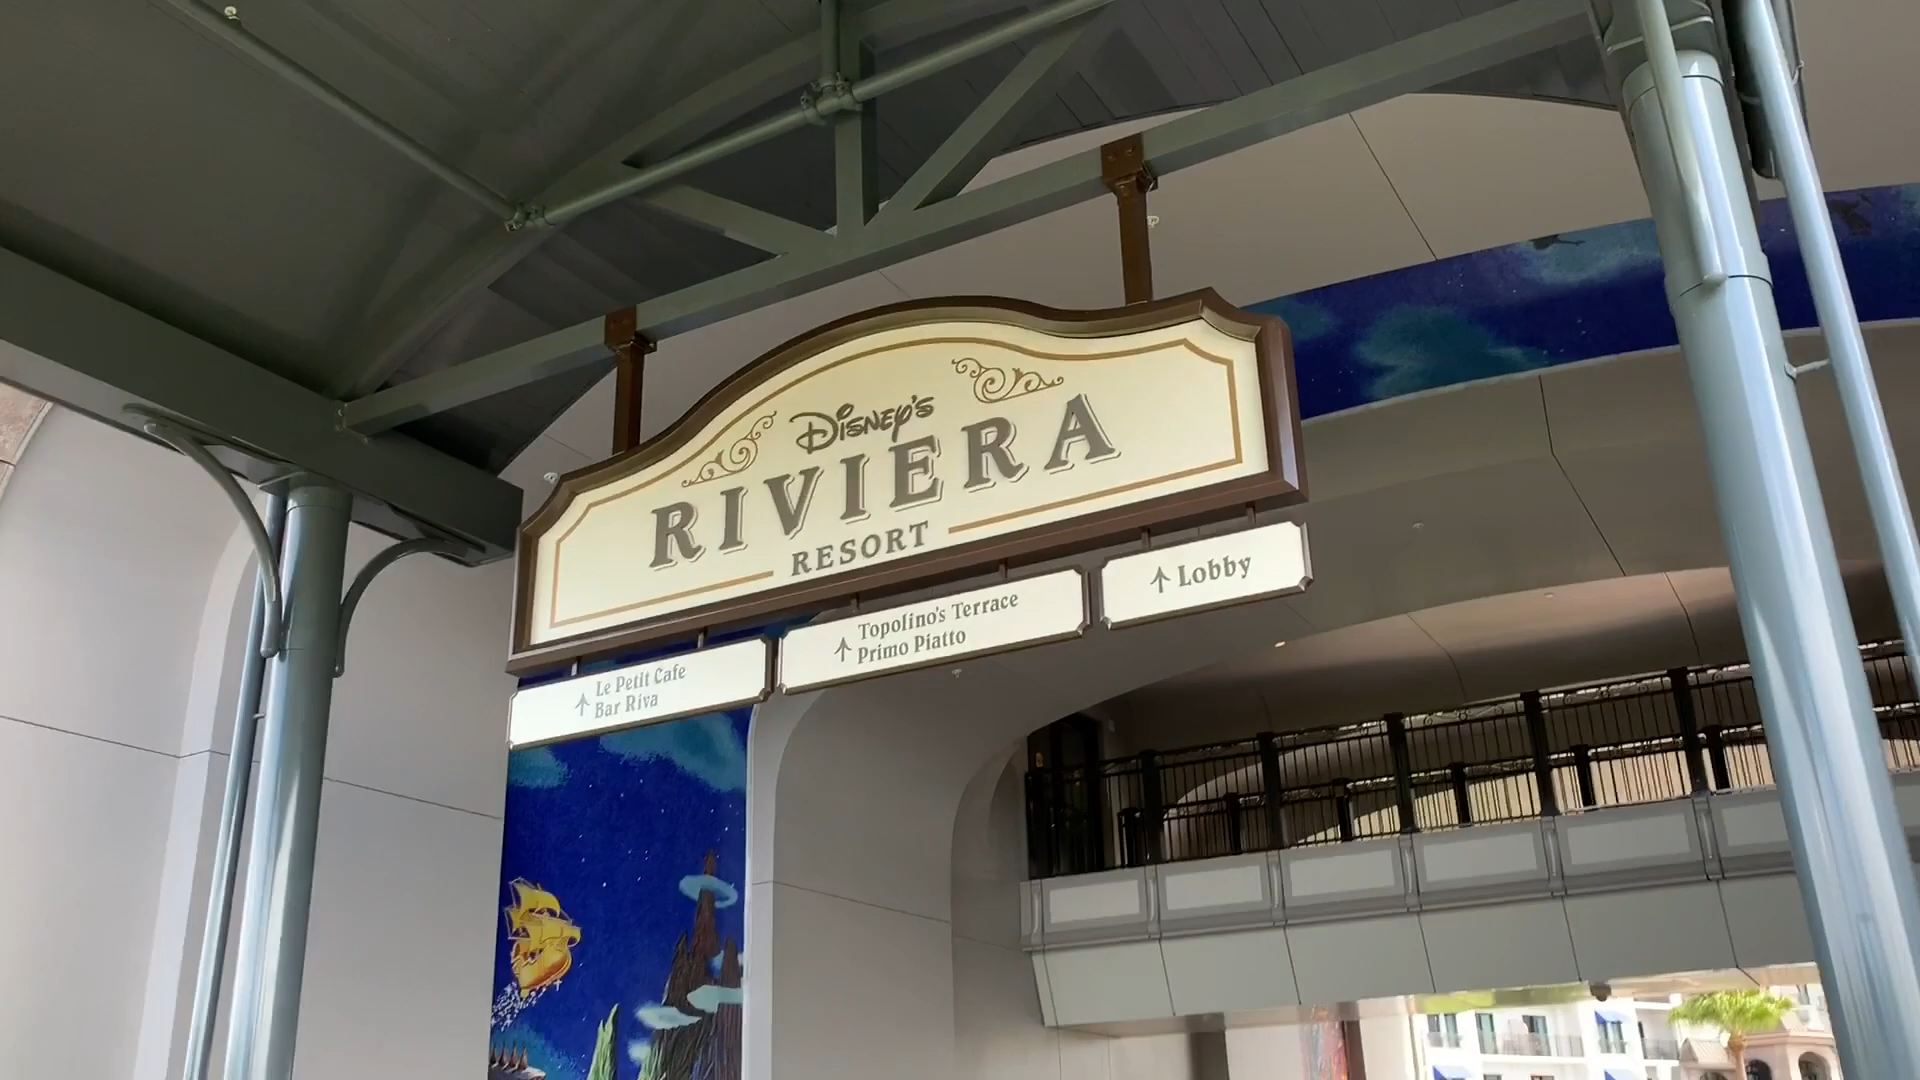 Disney's
RIVIERA
RESORT
↑ Lobby
↑ Topolino's Terrace
Primo Piatto
↑ Le Petit Cafe
Bar Riva